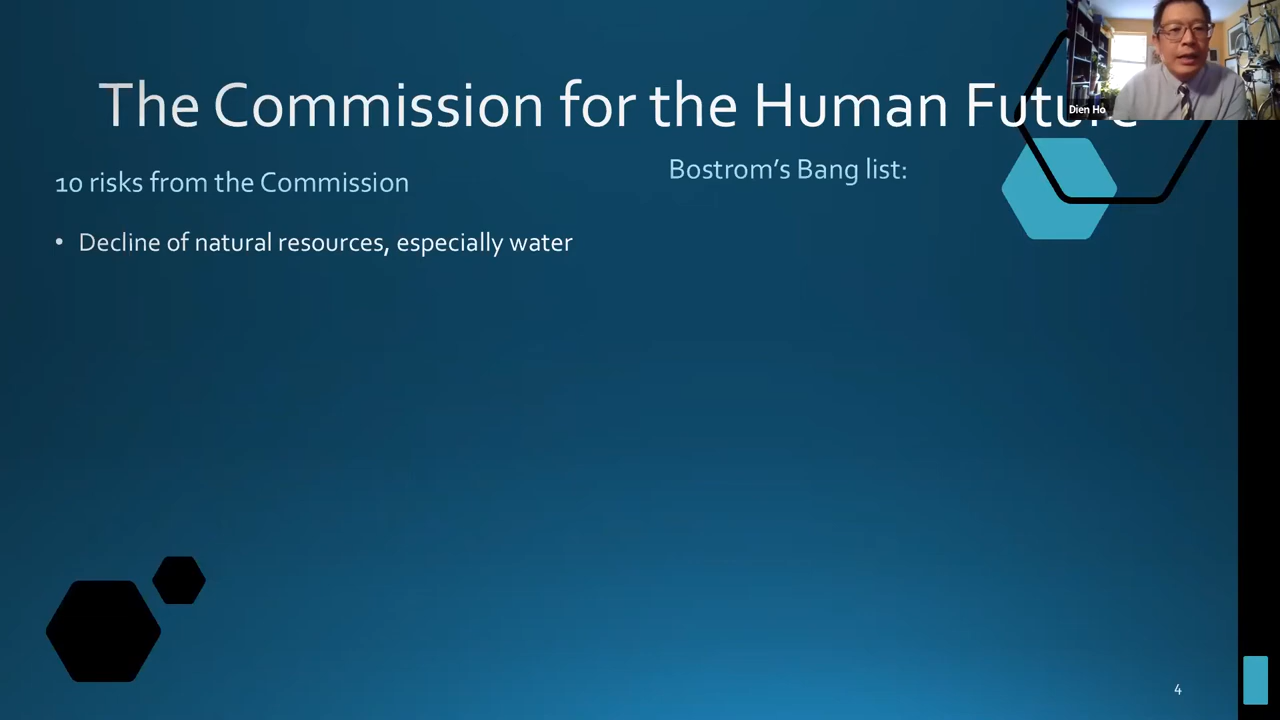 The Commission for the Human Future
Dien Ho
10 risks from the Commission
Bostrom’s Bang list:
• Decline of natural resources, especially water
4